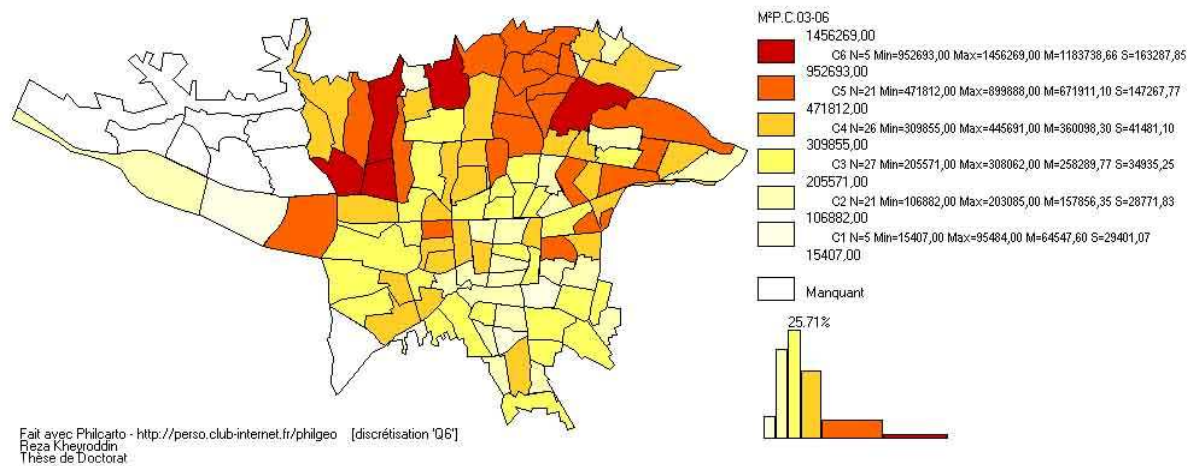 M²P.C.03-06
1456269,00
C6 N=5 Min=952693,00 Max=1456269,00 M=1183738,66 S=163287,85
952693,00
C5 N=21 Min=471812,00 Max=899888,00 M=671911,10 S=147267,77
471812,00
C4 N=26 Min=309855,00 Max=445691,00 M=360098,30 S=41481,10
309855,00
C3 N=27 Min=205571,00 Max=308062,00 M=258289,77 S=34935,25
205571,00
C2 N=21 Min=106882,00 Max=203085,00 M=157856,35 S=28771,83
106882,00
C1 N=5 Min=15407,00 Max=95484,00 M=64547,60 S=29401,07
15407,00
Manquant
25.71%
Fait avec Philcarto - http://perso.club-internet.fr/philgeo [discrétisation 'Q6']
Reza Kheyroddin
Thèse de Doctorat